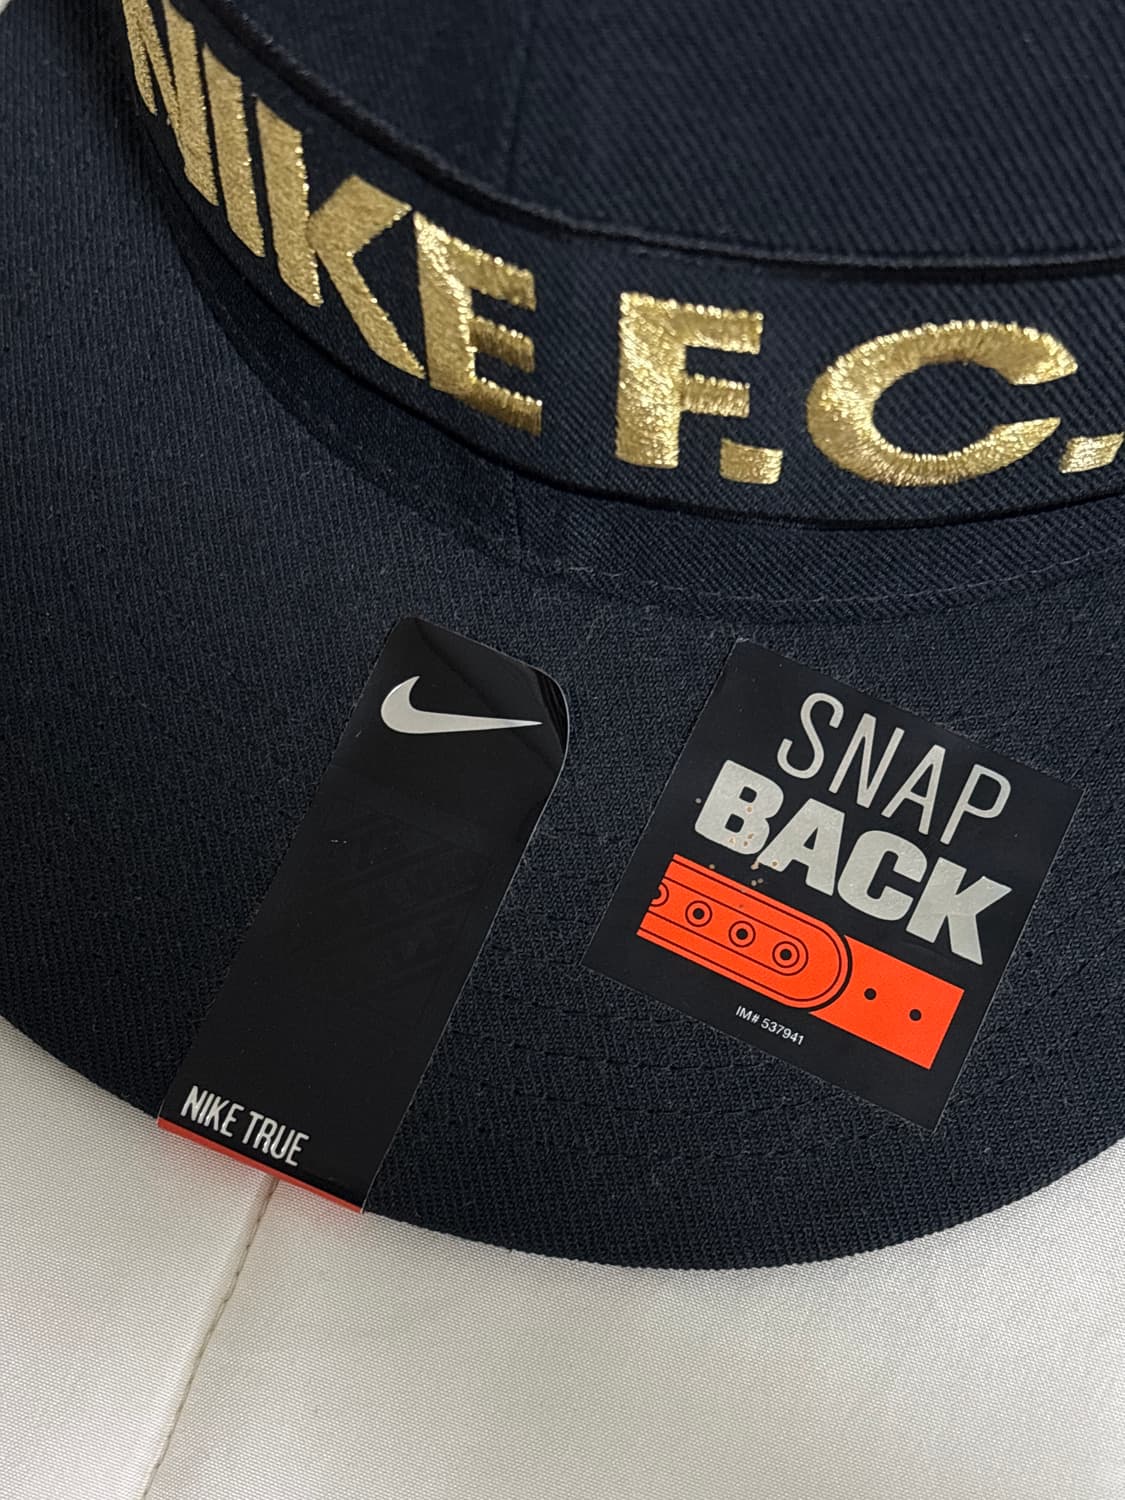 NIKE F.C.
SNAP
BACK
IM# 537941
NIKE TRUE